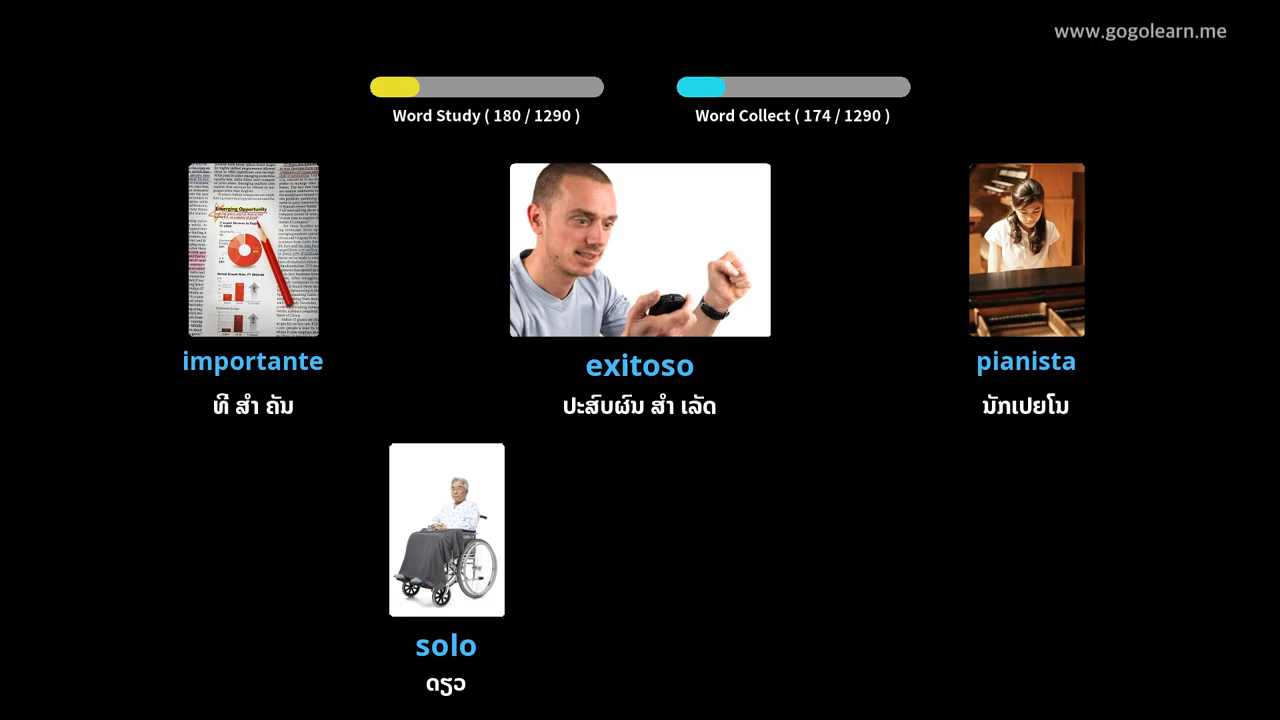 www.gogolearn.me
Word Study ( 180 / 1290 )
Word Collect ( 174 / 1290 )
Emerging Opportunity
importante
ທີ ສຳ ຄັນ
exitoso
ປະສົບຜົນ ສຳ ເລັດ
pianista
ນັກເປຍໂນ
solo
ດຽວ